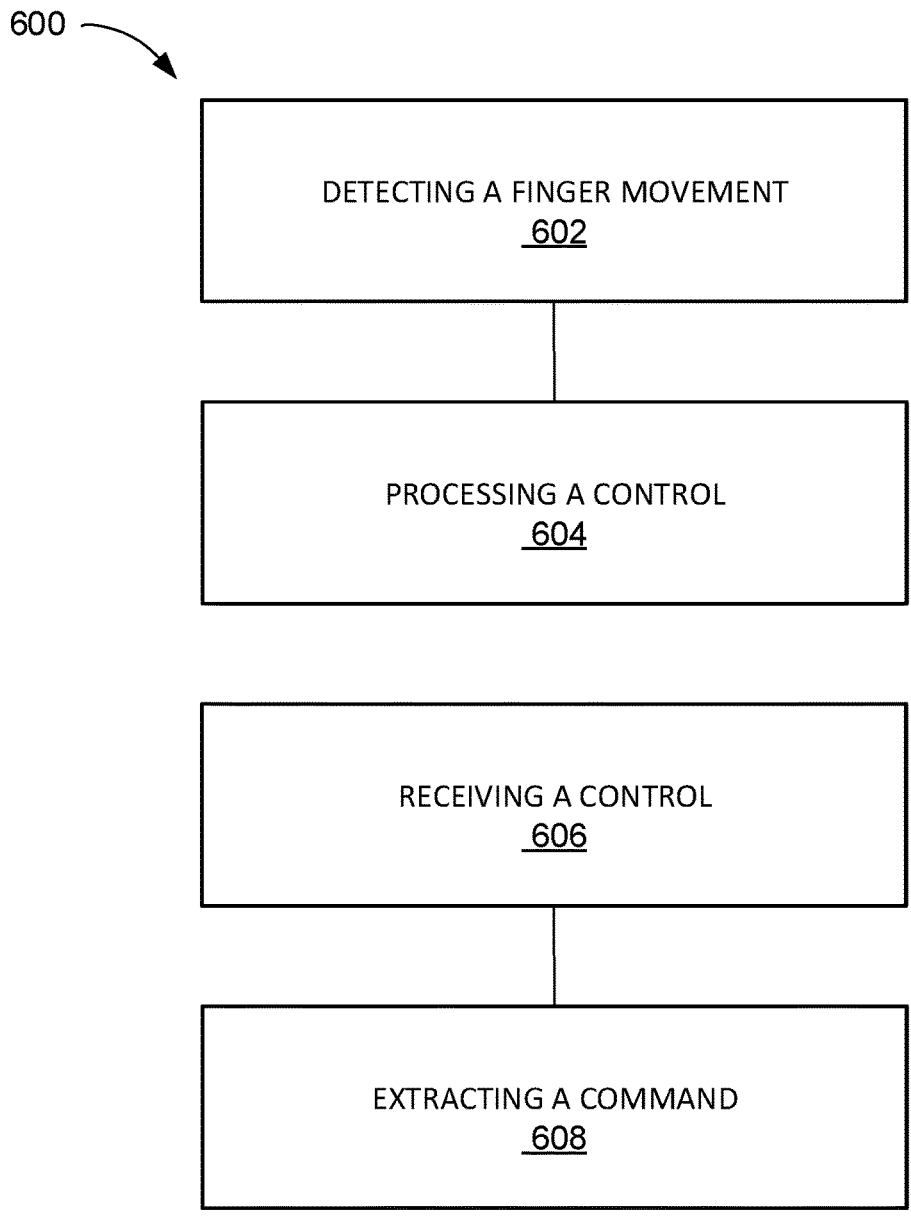 600
DETECTING A FINGER MOVEMENT
602
PROCESSING A CONTROL
604
RECEIVING A CONTROL
606
EXTRACTING A COMMAND
608